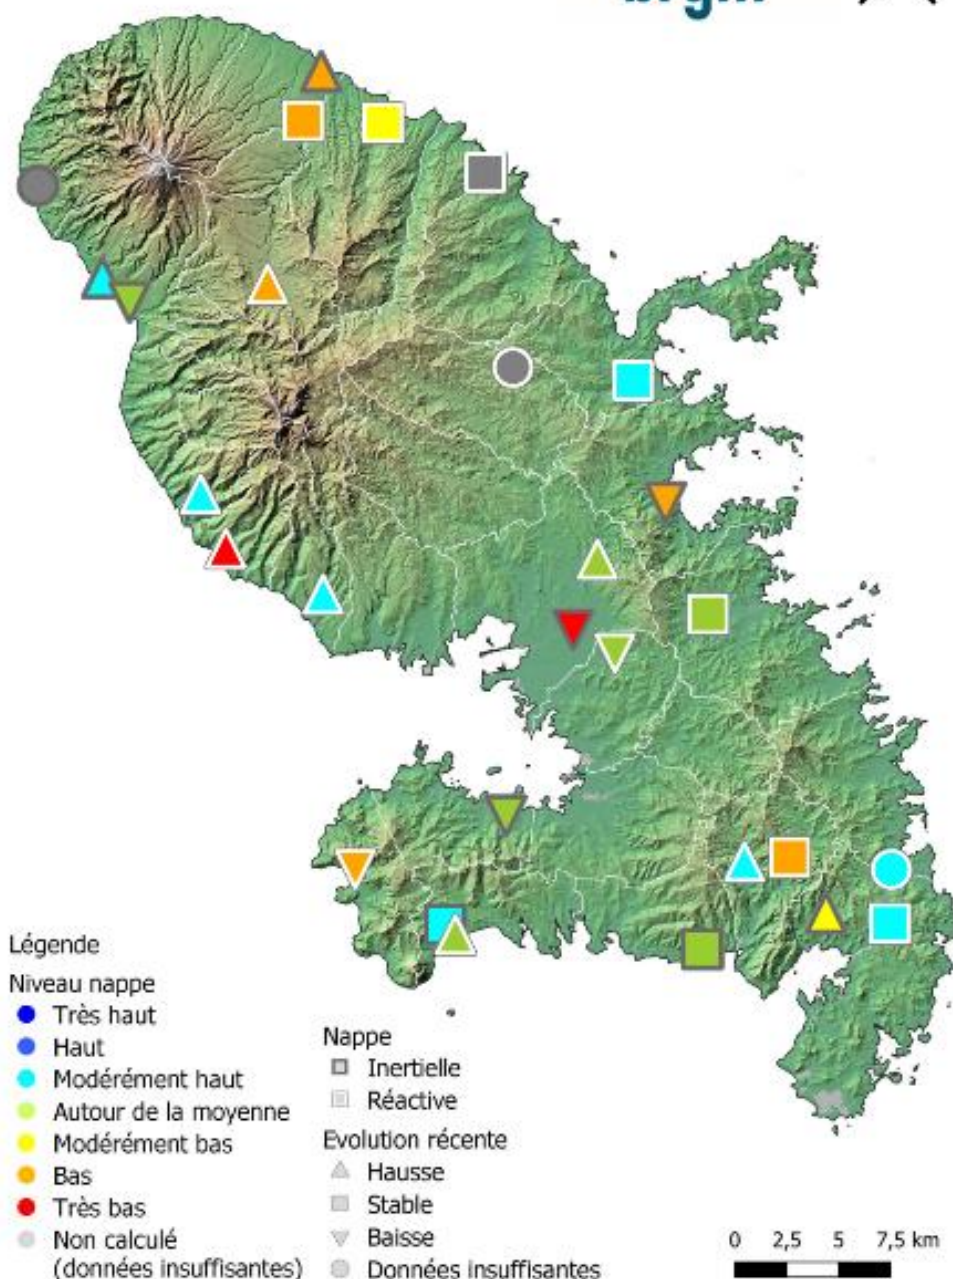 Légende
Niveau nappe
Très haut
Haut
Modérément haut
Autour de la moyenne
Modérément bas
Bas
Très bas
Non calculé
(données insuffisantes)
Nappe
Inertielle
Réactive
Evolution récente
Hausse
Stable
Baisse
Données insuffisantes
0 2,5 5 7,5 km